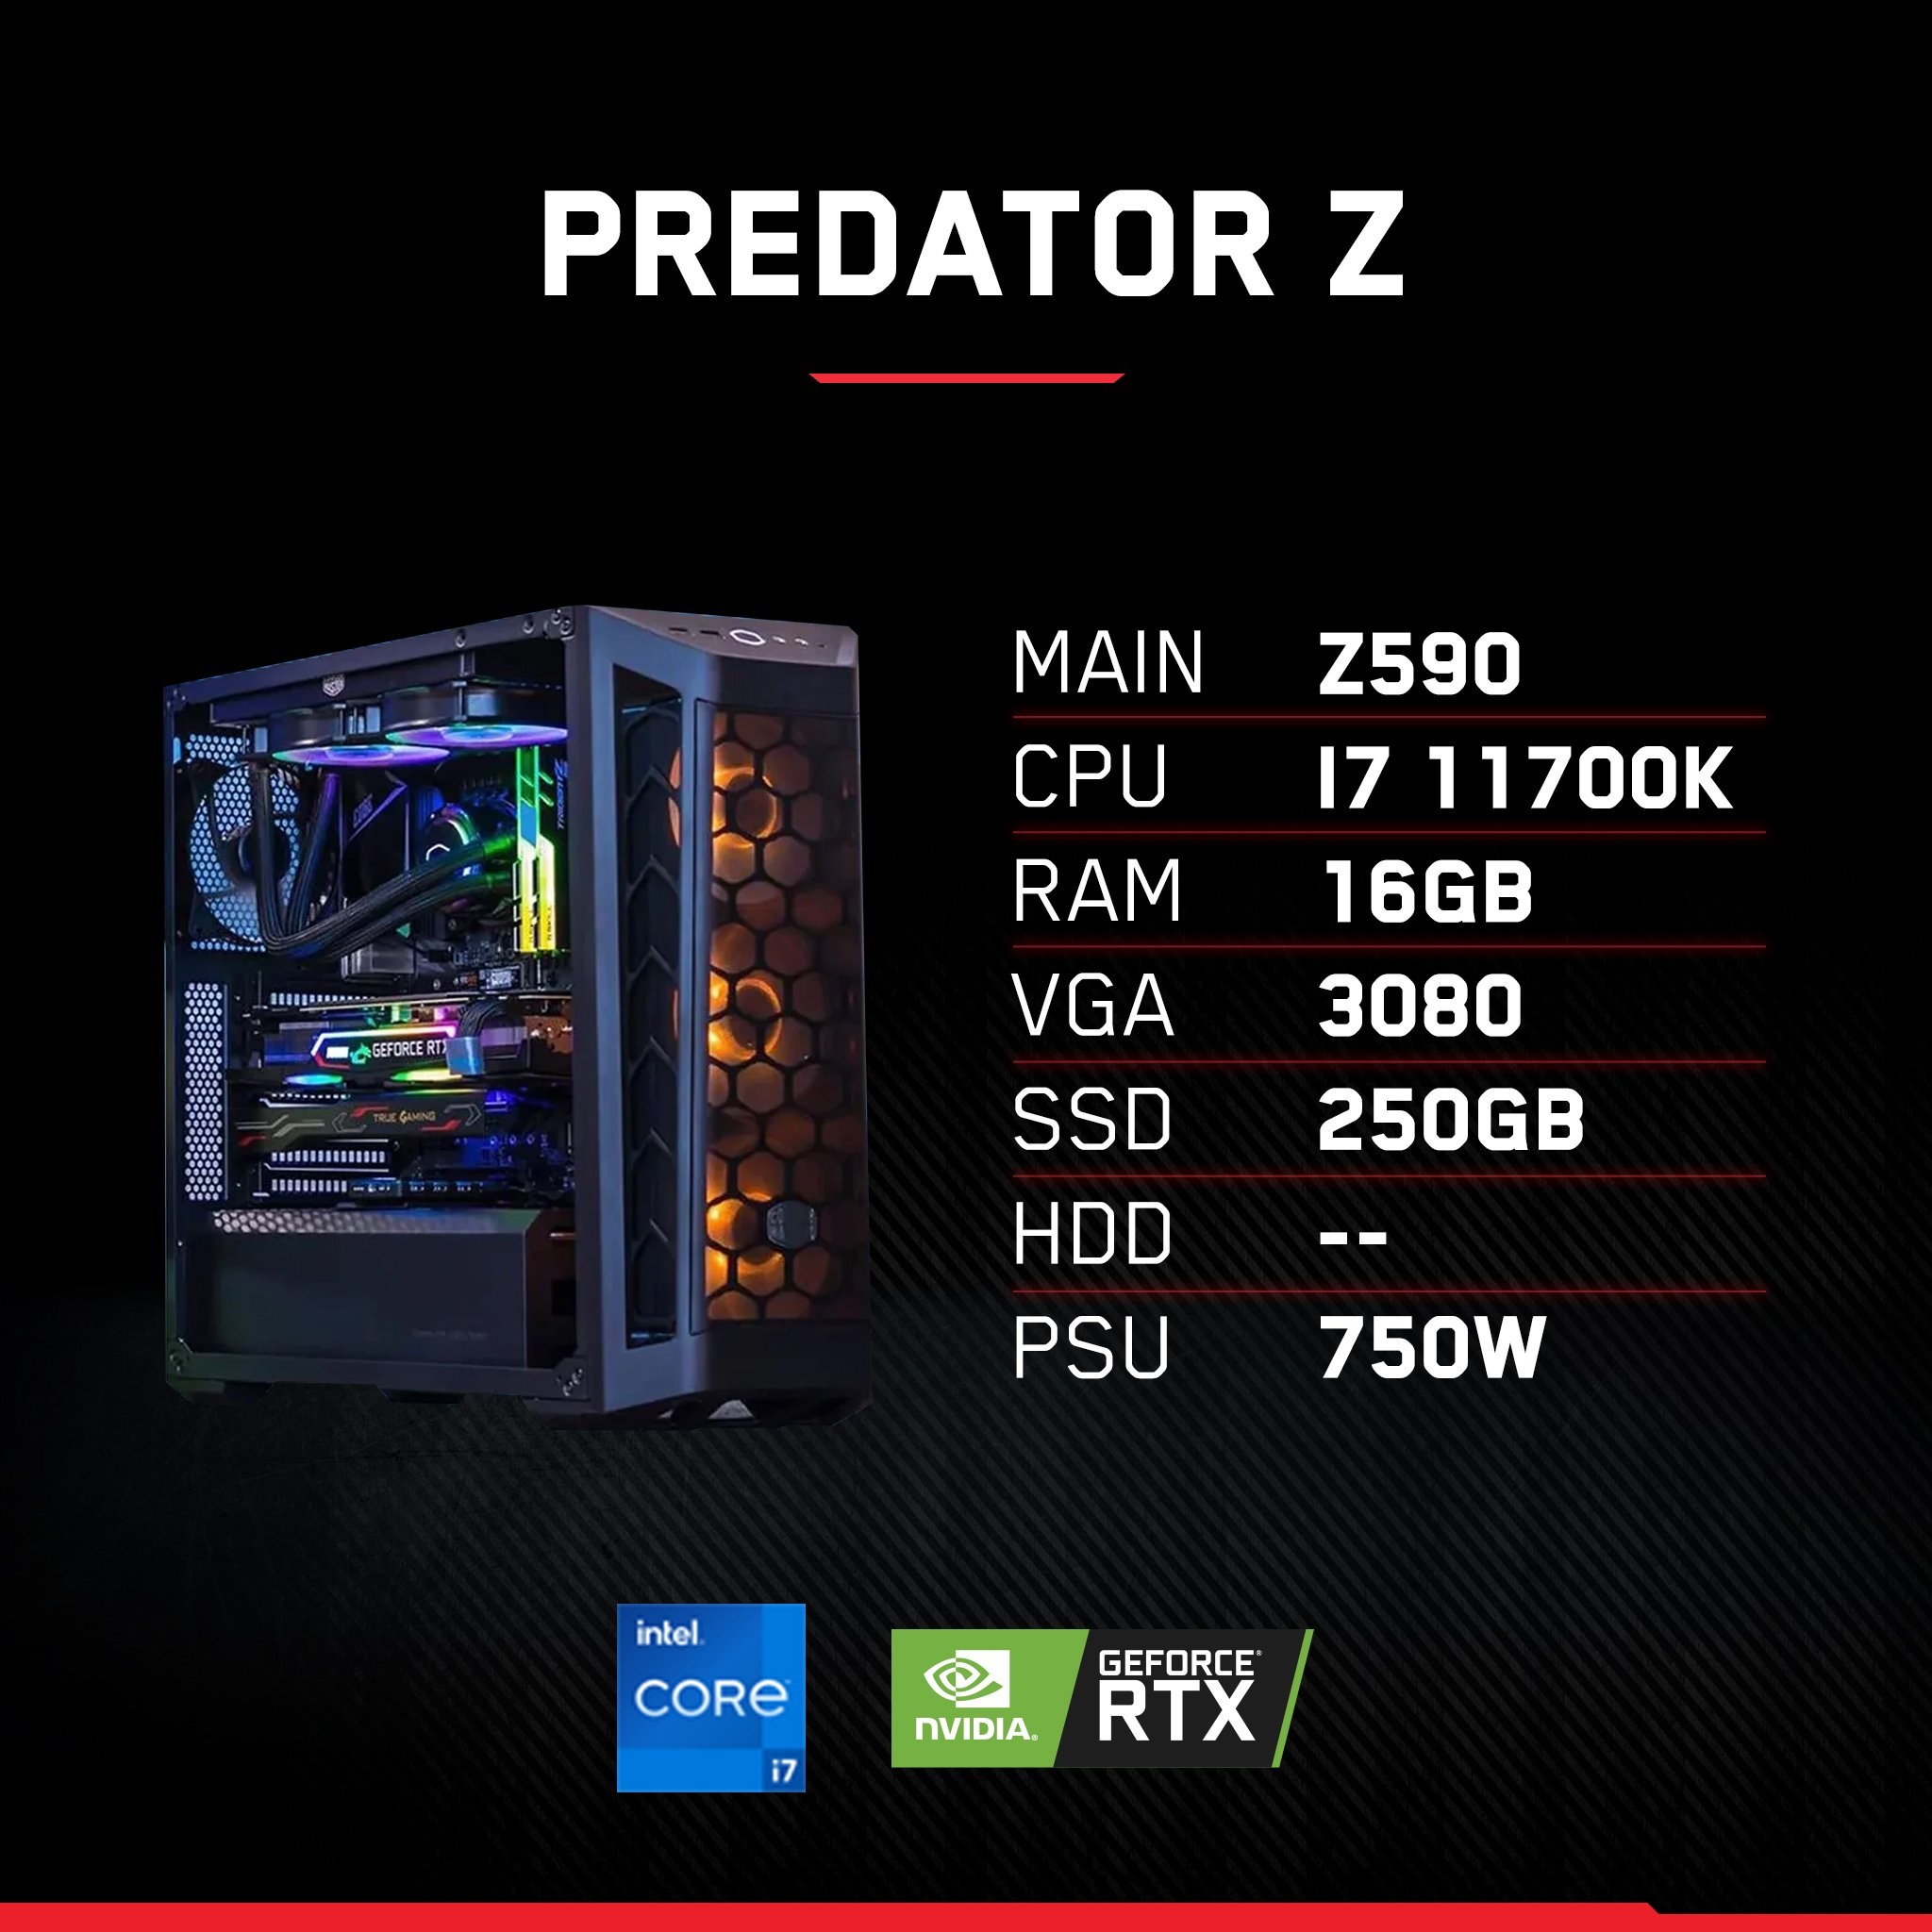 PREDATOR Z
MAIN Z590
CPU I7 11700K
RAM 16GB
VGA 3080
SSD 250GB
HDD --
PSU 750W
GEFORCE RTX
TRUE GAMING
intel.
CORe
i7
NVIDIA.
GEFORCE®
RTX